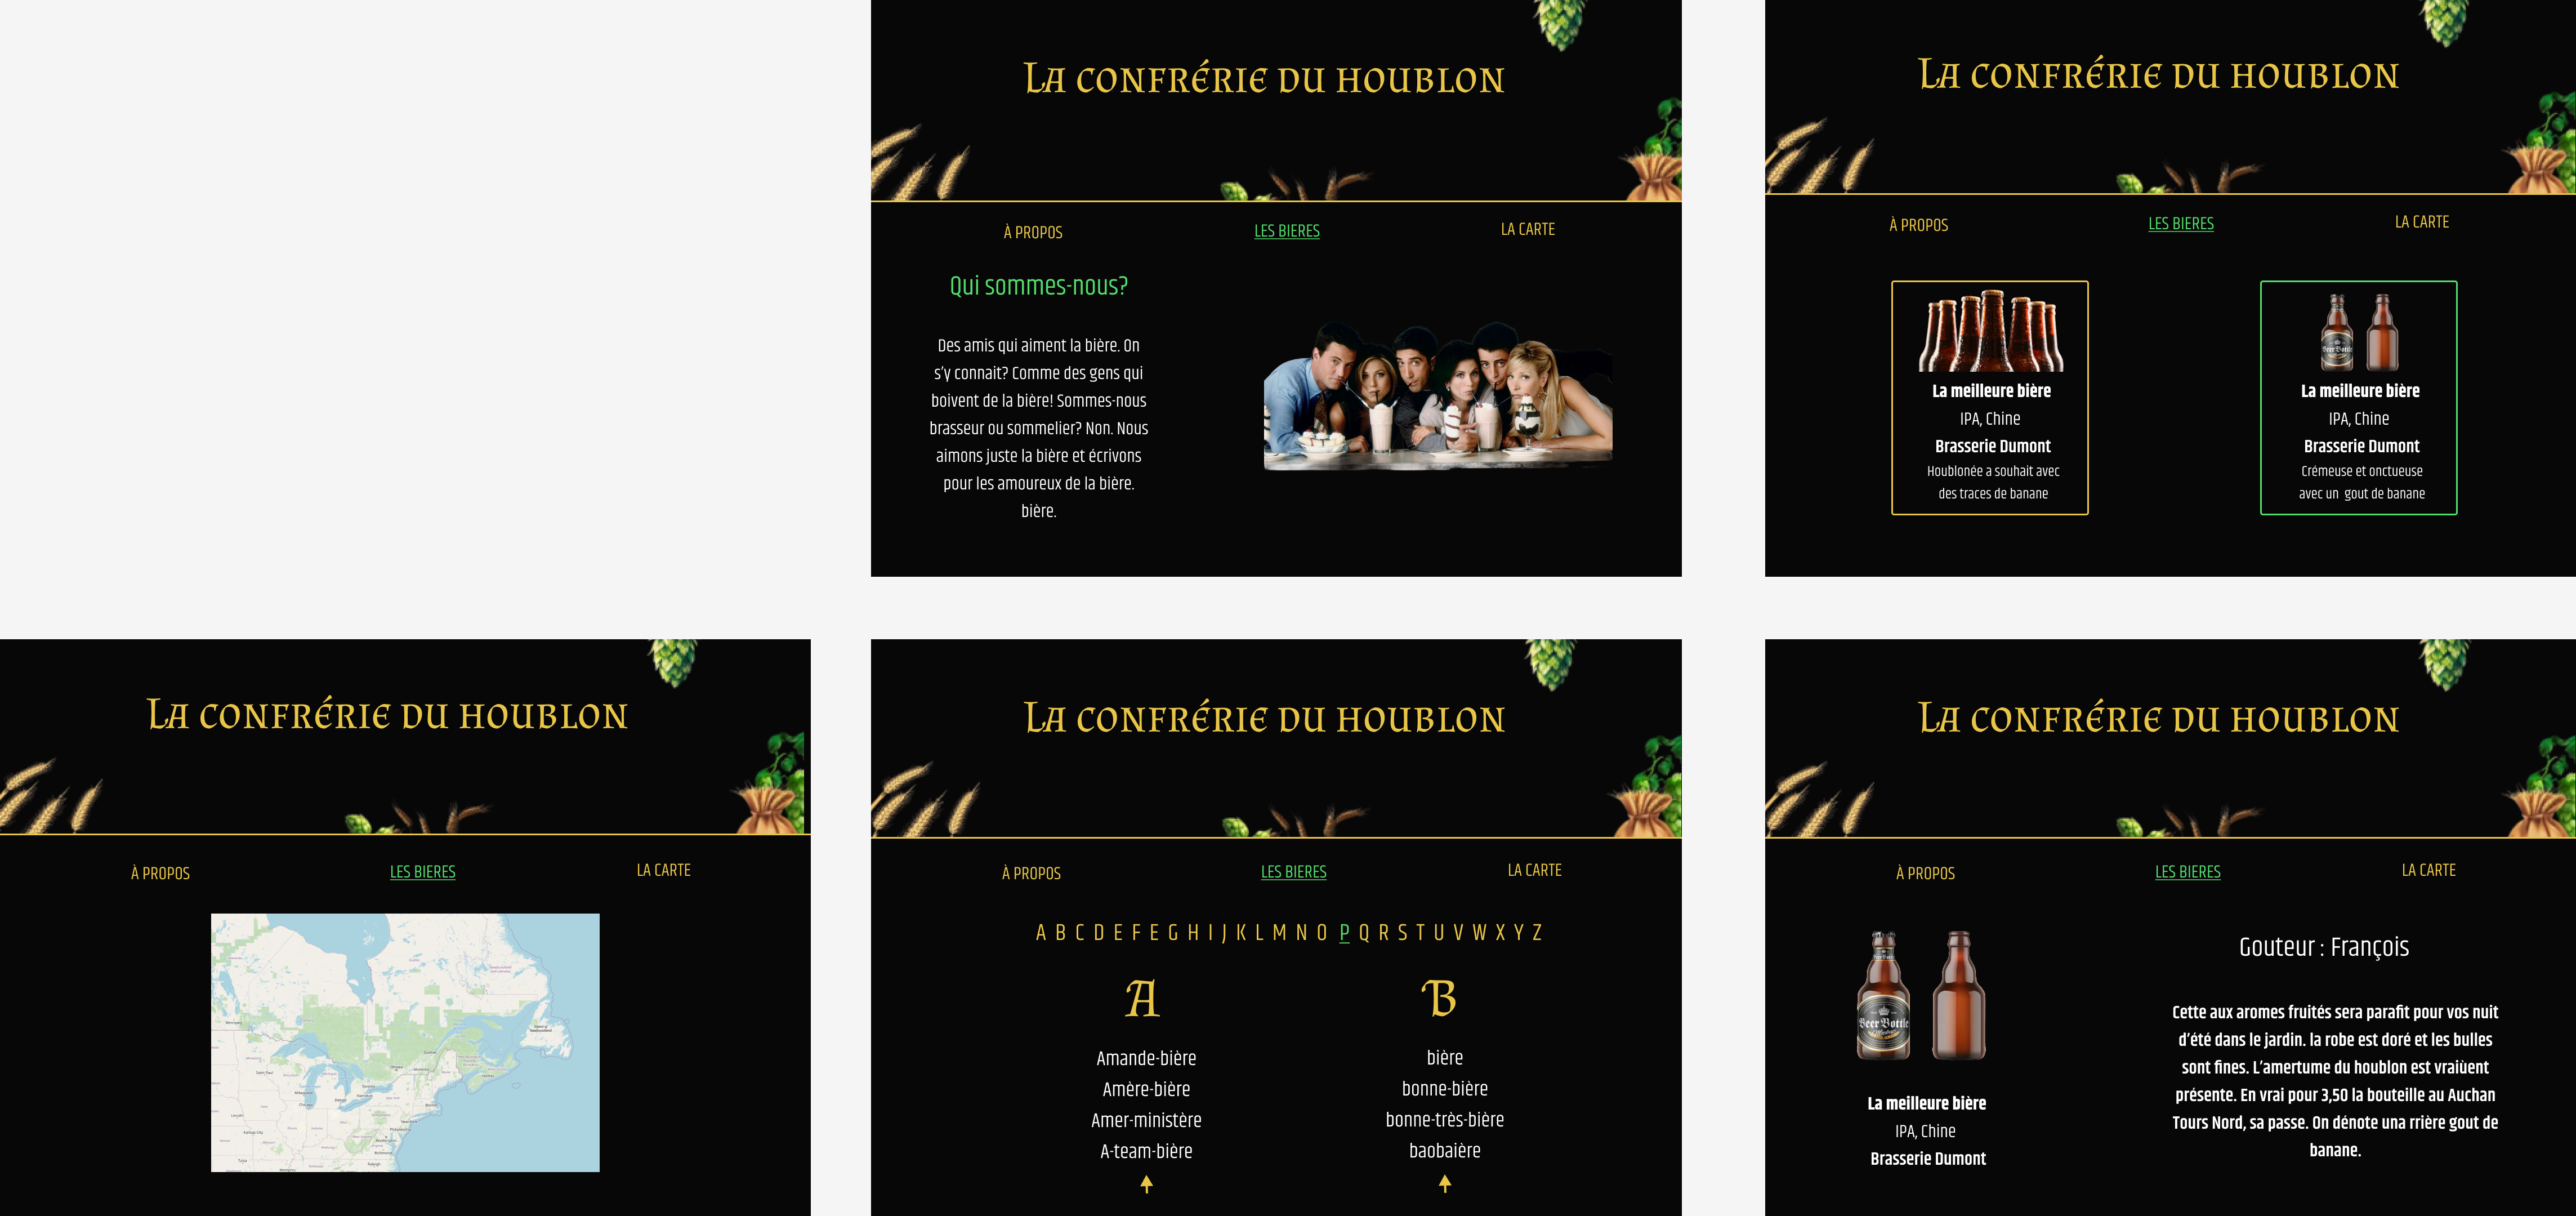 La confrérie du houblon
À PROPOS
LES BIERES
LA CARTE
Qui sommes-nous?
Des amis qui aiment la bière. On
s'y connait? Comme des gens qui
boivent de la bière! Sommes-nous
brasseur ou sommelier? Non. Nous
aimons juste la bière et écrivons
pour les amoureux de la bière.
bière.
La confrérie du houblon
À PROPOS
LES BIERES
LA CARTE
Beer Bottle
La meilleure bière
IPA, Chine
Brasserie Dumont
Houblonée a souhait avec
des traces de banane
La meilleure bière
IPA, Chine
Brasserie Dumont
Crémeuse et onctueuse
avec un gout de banane
La confrérie du houblon
À PROPOS
LES BIERES
LA CARTE
La confrérie du houblon
À PROPOS
LES BIERES
LA CARTE
A B C D E F E G H I J K L M N O P Q R S T U V W X Y Z
A
Amande-bière
Amère-bière
Amer-ministère
A-team-bière
B
bière
bonne-bière
bonne-très-bière
baobaière
La confrérie du houblon
À PROPOS
LES BIERES
LA CARTE
Beer Bottle
La meilleure bière
IPA, Chine
Brasserie Dumont
Gouteur : François
Cette aux aromes fruités sera parafit pour vos nuit
d'été dans le jardin. la robe est doré et les bulles
sont fines. L'amertume du houblon est vraiùent
présente. En vrai pour 3,50 la bouteille au Auchan
Tours Nord, sa passe. On dénote una rrière gout de
banane.